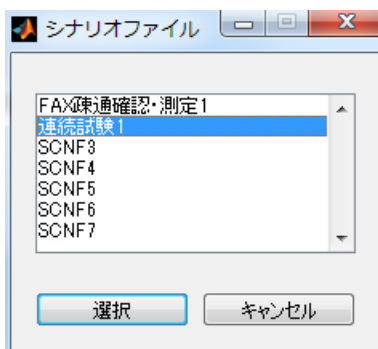 シナリオファイル
FAX疎通確認・測定1
連続試験1
SCNF3
SCNF4
SCNF5
SCNF6
SCNF7
選択 キャンセル